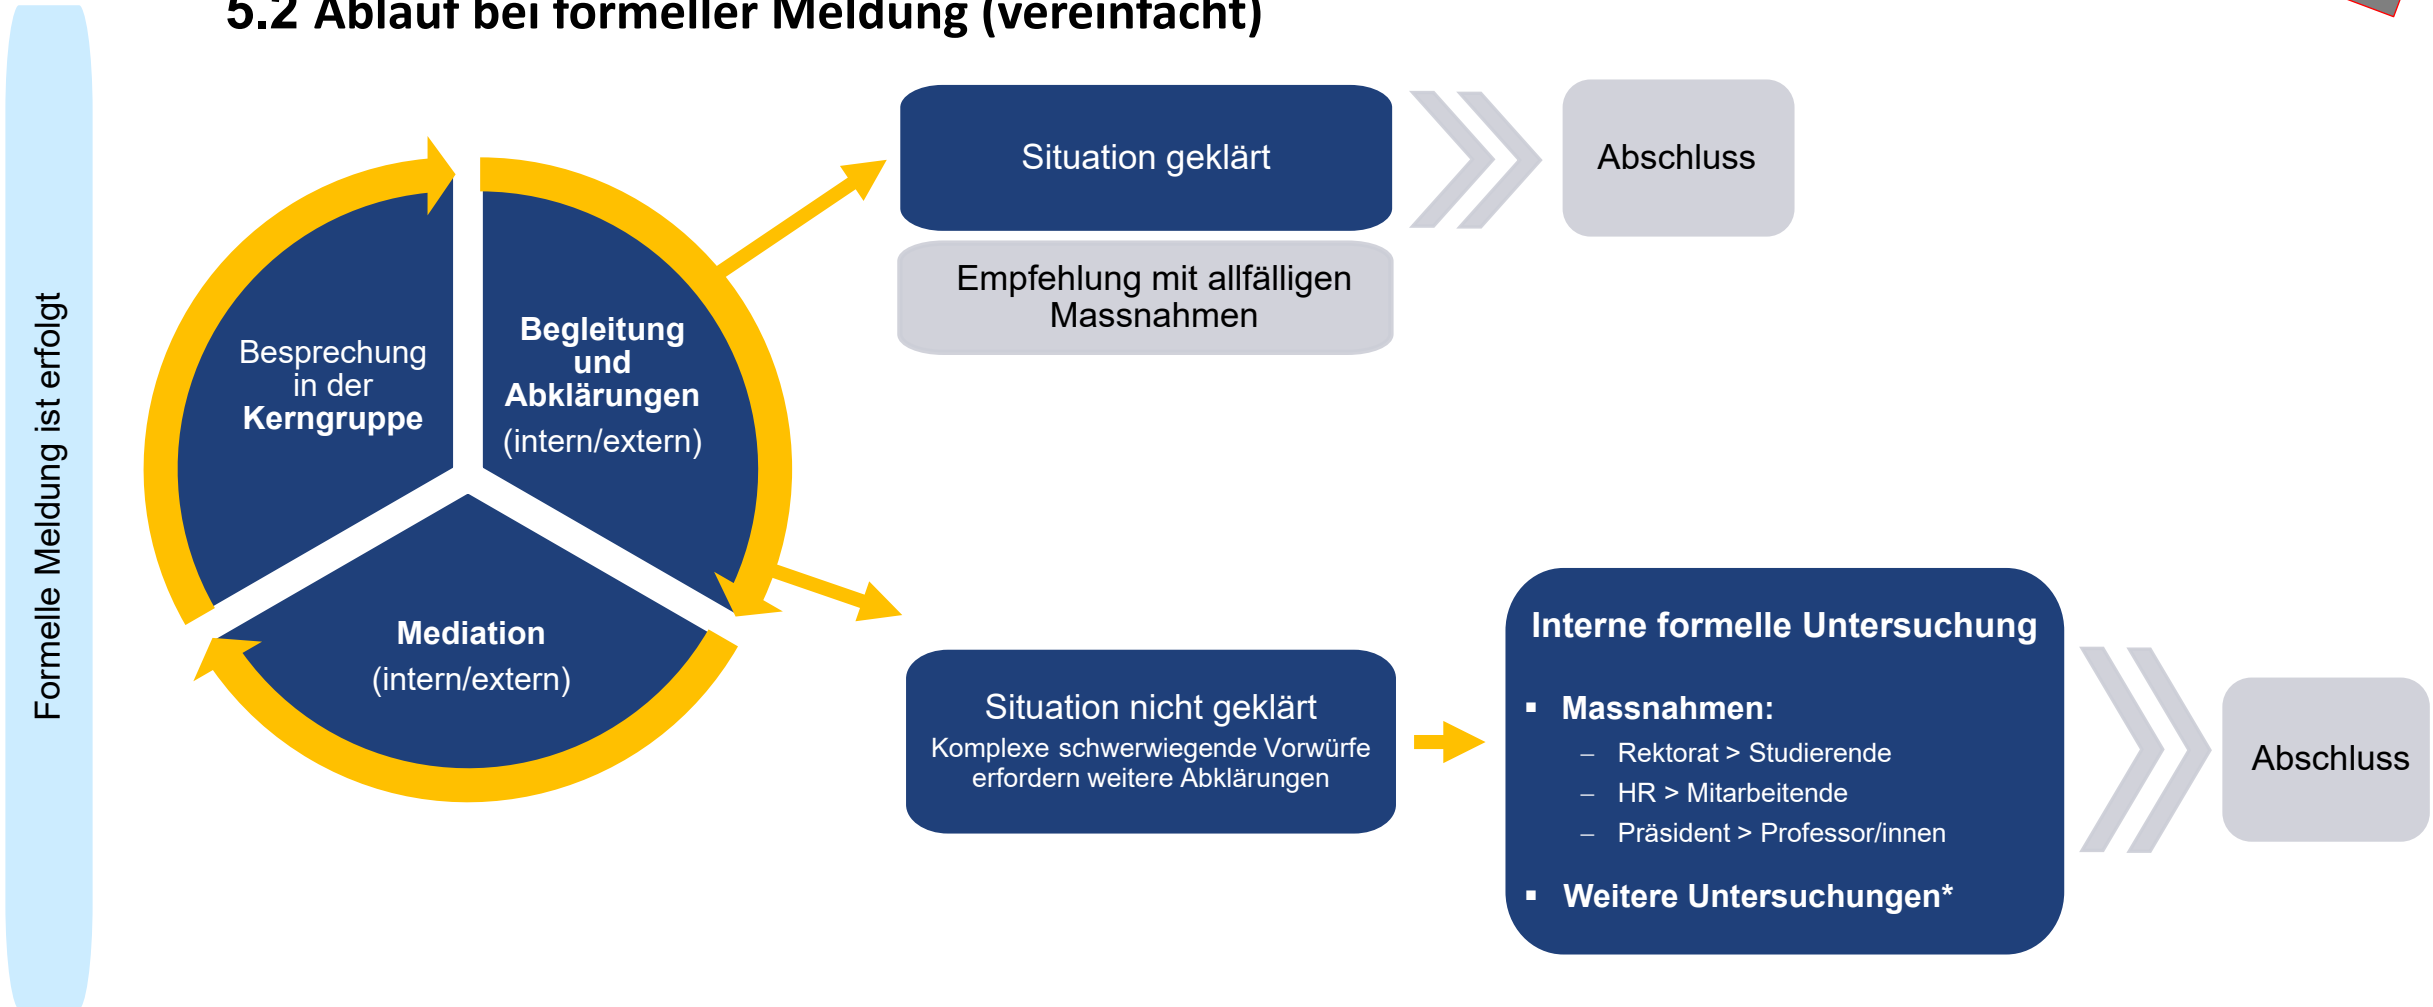 5.2 Ablauf bei formeller Meldung (vereinfacht)
Formelle Meldung ist erfolgt
Besprechung
in der
Kerngruppe
Begleitung
und
Abklärungen
(intern/extern)
Mediation
(intern/extern)
Situation geklärt
Abschluss
Empfehlung mit allfälligen
Massnahmen
Situation nicht geklärt
Komplexe schwerwiegende Vorwürfe
erfordern weitere Abklärungen
Interne formelle Untersuchung
▪ Massnahmen:
– Rektorat > Studierende
– HR > Mitarbeitende
– Präsident > Professor/innen
▪ Weitere Untersuchungen*
Abschluss